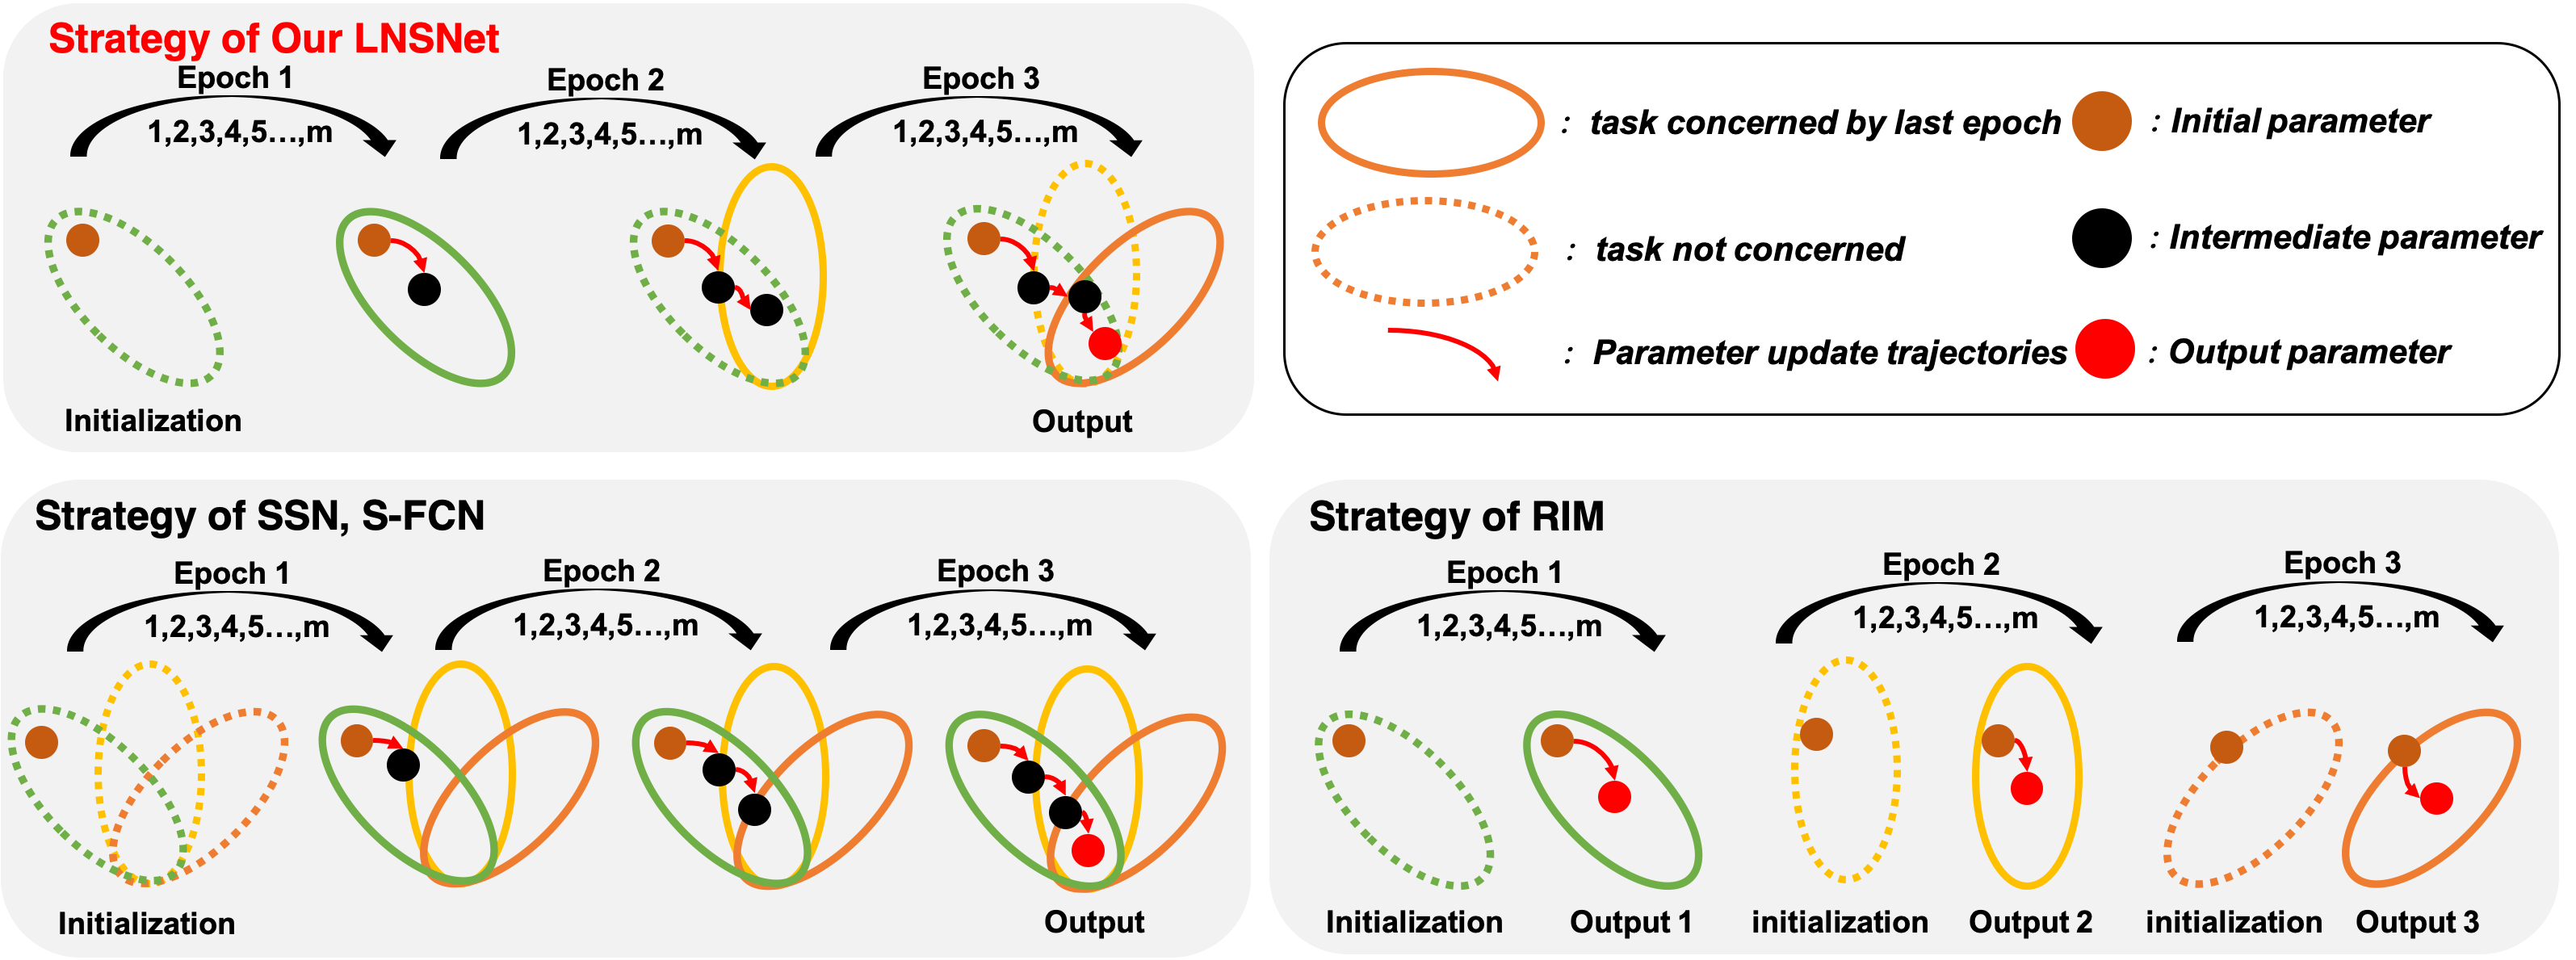 Strategy of Our LNSNet
Epoch 1
Epoch 2
Epoch 3
1,2,3,4,5...,m
1,2,3,4,5...,m
1,2,3,4,5...,m
Initialization
Output
: task concerned by last epoch
: Initial parameter
: task not concerned
: Intermediate parameter
: Parameter update trajectories
: Output parameter
Strategy of SSN, S-FCN
Epoch 1
Epoch 2
Epoch 3
1,2,3,4,5...,m
1,2,3,4,5...,m
1,2,3,4,5...,m
Initialization
Output
Strategy of RIM
Epoch 1
Epoch 2
Epoch 3
1,2,3,4,5...,m
1,2,3,4,5...,m
1,2,3,4,5...,m
Initialization
Output 1
initialization
Output 2
initialization
Output 3